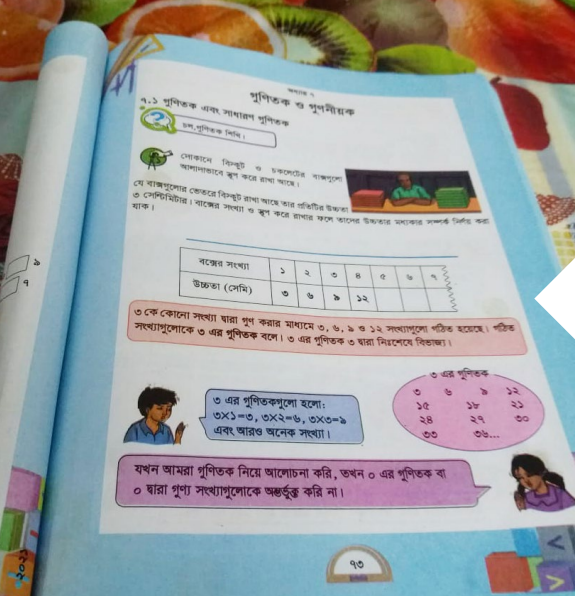 অধ্যায় ৭
গুণিতক ও গুণনীয়ক
৭.১ গুণিতক এবং সাধারণ গুণিতক
চল, গুণিতক শিখি।
দোকানে বিস্কুট ও চকলেটের বাক্সগুলো
আলাদাভাবে স্তুপ করে রাখা আছে।
যে বাক্সগুলোর ভেতরে বিস্কুট রাখা আছে তার প্রতিটির উচ্চতা
৩ সেন্টিমিটার। বাক্সের সংখ্যা ও স্তুপ করে রাখার ফলে তাদের উচ্চতার মধ্যকার সম্পর্ক নির্ণয় করা
যাক।
বাক্সের সংখ্যা ১ ২ ৩ ৪ ৫ ৬ ৭
উচ্চতা (সেমি) ৩ ৬ ৯ ১২
৩ কে কোনো সংখ্যা দ্বারা গুণ করার মাধ্যমে ৩, ৬, ৯ ও ১২ সংখ্যাগুলো গঠিত হয়েছে। গঠিত
সংখ্যাগুলোকে ৩ এর গুণিতক বলে। ৩ এর গুণিতক ৩ দ্বারা নিঃশেষে বিভাজ্য।
৩ এর গুণিতক
৩ ৬ ৯ ১২
১৫ ১৮ ২১
২৪ ২৭ ৩০
৩৩ ৩৬...
৩ এর গুণিতকগুলো হলো:
৩×১=৩, ৩×২=৬, ৩×৩=৯
এবং আরও অনেক সংখ্যা।
যখন আমরা গুণিতক নিয়ে আলোচনা করি, তখন ০ এর গুণিতক বা
০ দ্বারা গুণ্য সংখ্যাগুলোকে অন্তর্ভুক্ত করি না।
৭৩
৯
৭
২০২১